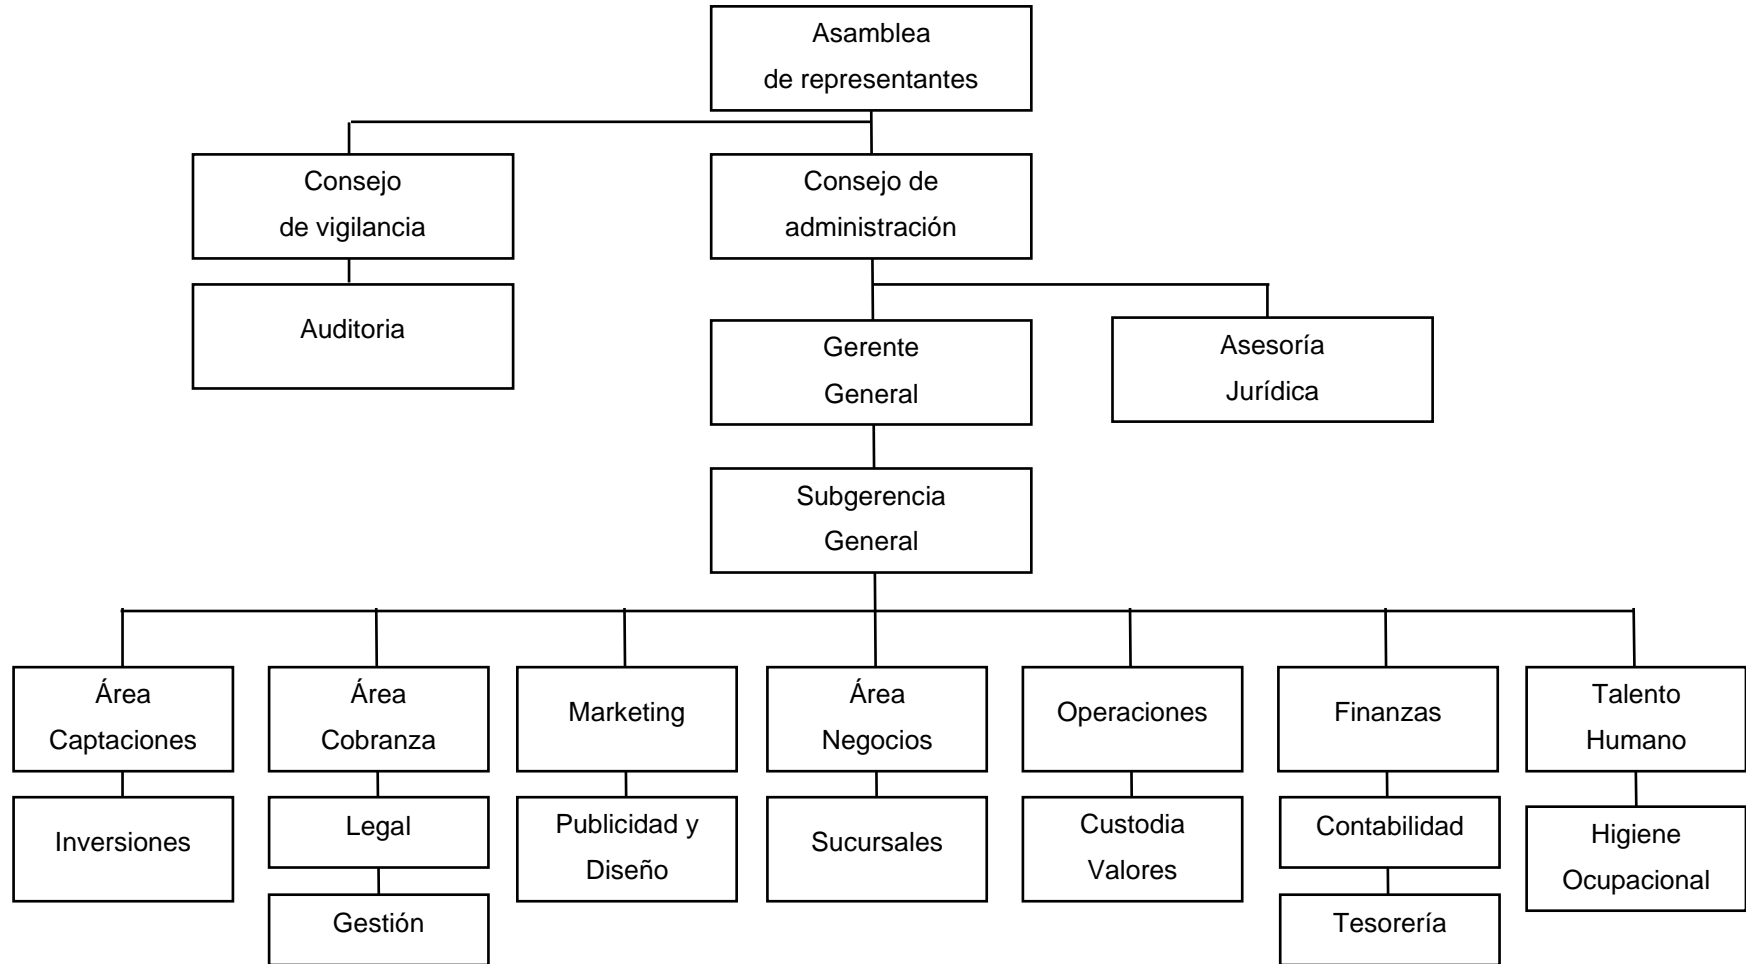 Asamblea
de representantes
Consejo
de vigilancia
Consejo de
administración
Auditoria
Gerente
General
Asesoría
Jurídica
Subgerencia
General
Área
Captaciones
Área
Cobranza
Marketing
Área
Negocios
Operaciones
Finanzas
Talento
Humano
Inversiones
Legal
Publicidad y
Diseño
Sucursales
Custodia
Valores
Contabilidad
Higiene
Ocupacional
Gestión
Tesorería